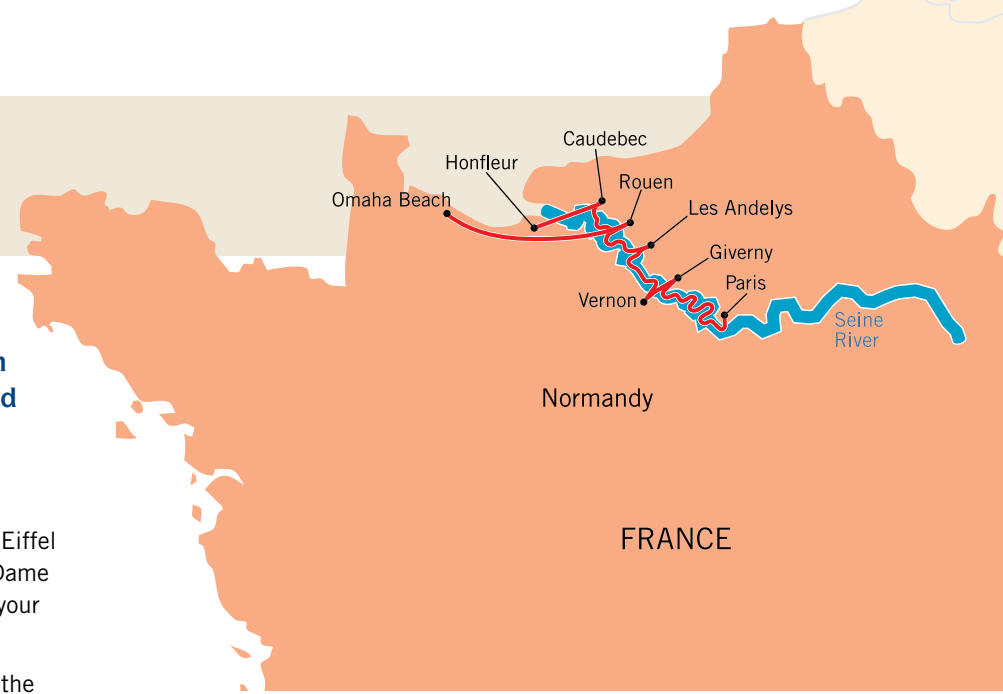 Caudebec
Honfleur
Rouen
Omaha Beach
Les Andelys
Giverny
Paris
Vernon
Seine
River
d
Normandy
FRANCE
Eiffel
Dame
your
the